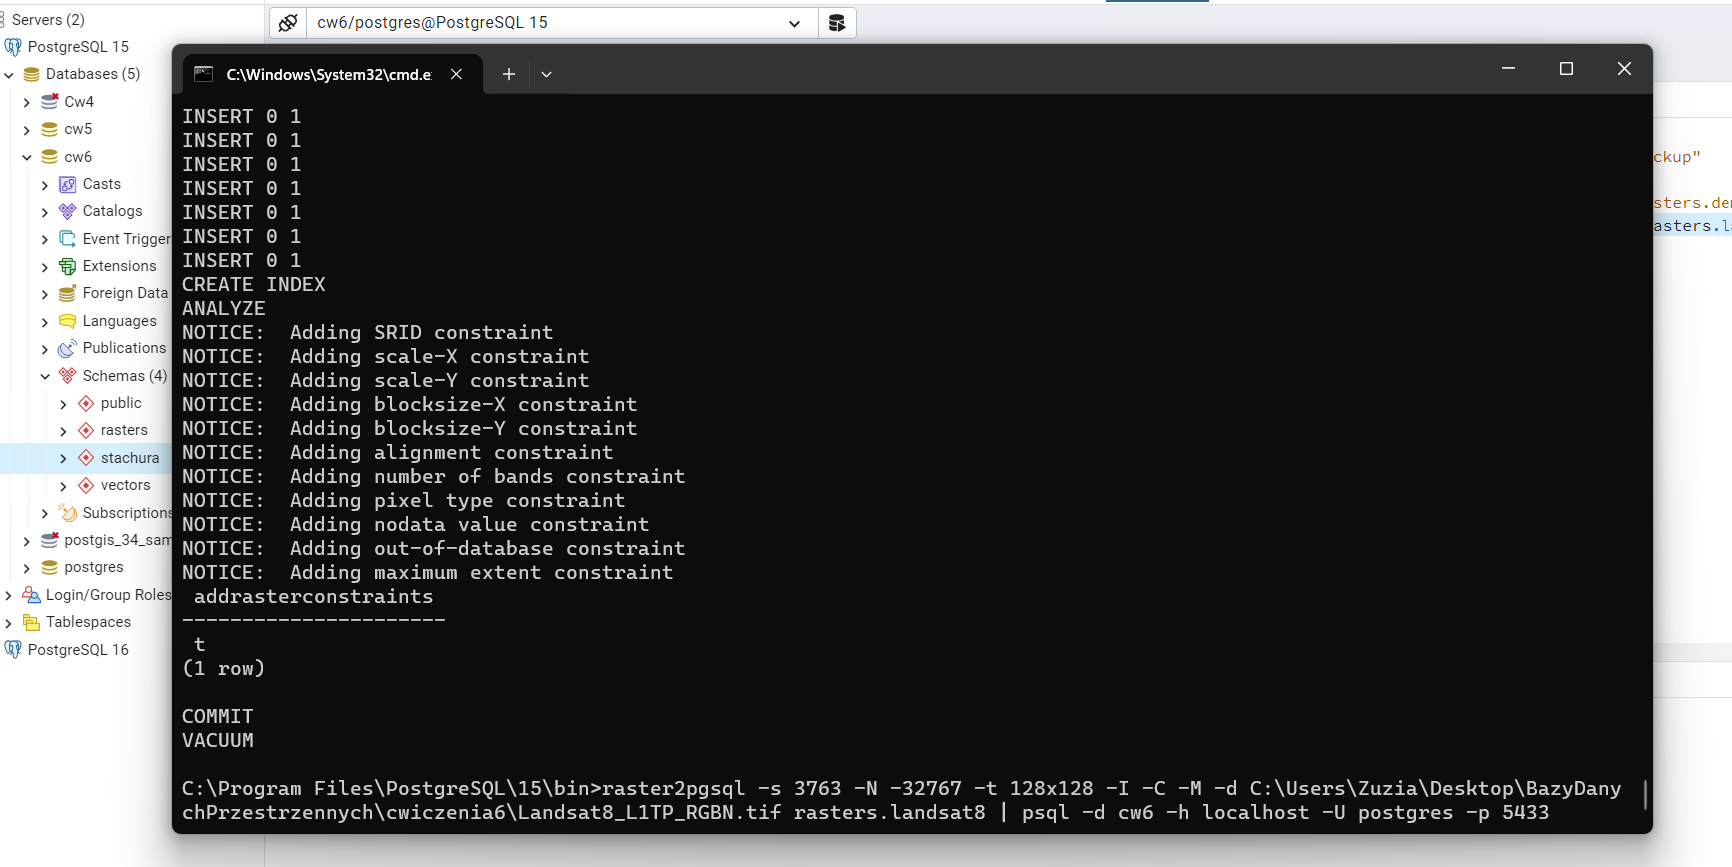 Servers (2)
PostgreSQL 15
Databases (5)
Cw4
cw5
cw6
Casts
Catalogs
Event Trigger
Extensions
Foreign Data
Languages
Publications
Schemas (4)
public
rasters
stachura
vectors
Subscriptions
postgis_34_sam
postgres
Login/Group Roles
Tablespaces
PostgreSQL 16
cw6/postgres@PostgreSQL 15
C:\Windows\System32\cmd.e
INSERT 0 1
INSERT 0 1
INSERT 0 1
INSERT 0 1
INSERT 0 1
INSERT 0 1
INSERT 0 1
CREATE INDEX
ANALYZE
NOTICE:  Adding SRID constraint
NOTICE:  Adding scale-X constraint
NOTICE:  Adding scale-Y constraint
NOTICE:  Adding blocksize-X constraint
NOTICE:  Adding blocksize-Y constraint
NOTICE:  Adding alignment constraint
NOTICE:  Adding number of bands constraint
NOTICE:  Adding pixel type constraint
NOTICE:  Adding nodata value constraint
NOTICE:  Adding out-of-database constraint
NOTICE:  Adding maximum extent constraint
 addrasterconstraints
----------------------
 t
(1 row)
COMMIT
VACUUM
C:\Program Files\PostgreSQL\15\bin>raster2pgsql -s 3763 -N -32767 -t 128x128 -I -C -M -d C:\Users\Zuzia\Desktop\BazyDany
chPrzestrzennych\cwiczenia6\Landsat8_L1TP_RGBN.tif rasters.landsat8 | psql -d cw6 -h localhost -U postgres -p 5433
ckup"
sters.de
asters.l